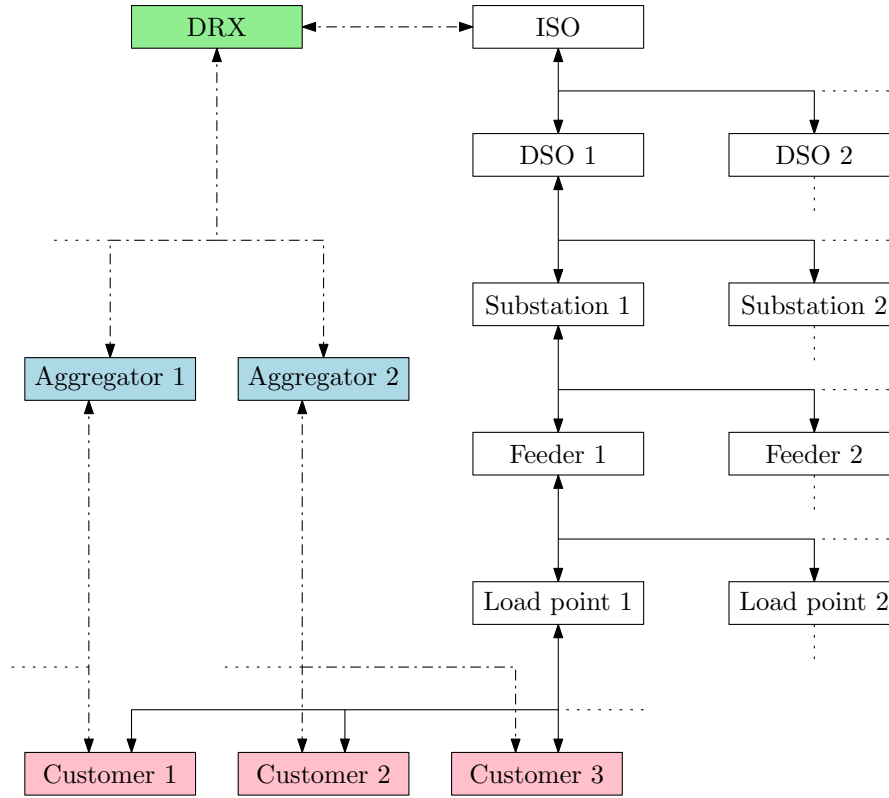 DRX
ISO
DSO 1
DSO 2
Substation 1
Substation 2
Aggregator 1
Aggregator 2
Feeder 1
Feeder 2
Load point 1
Load point 2
Customer 1
Customer 2
Customer 3